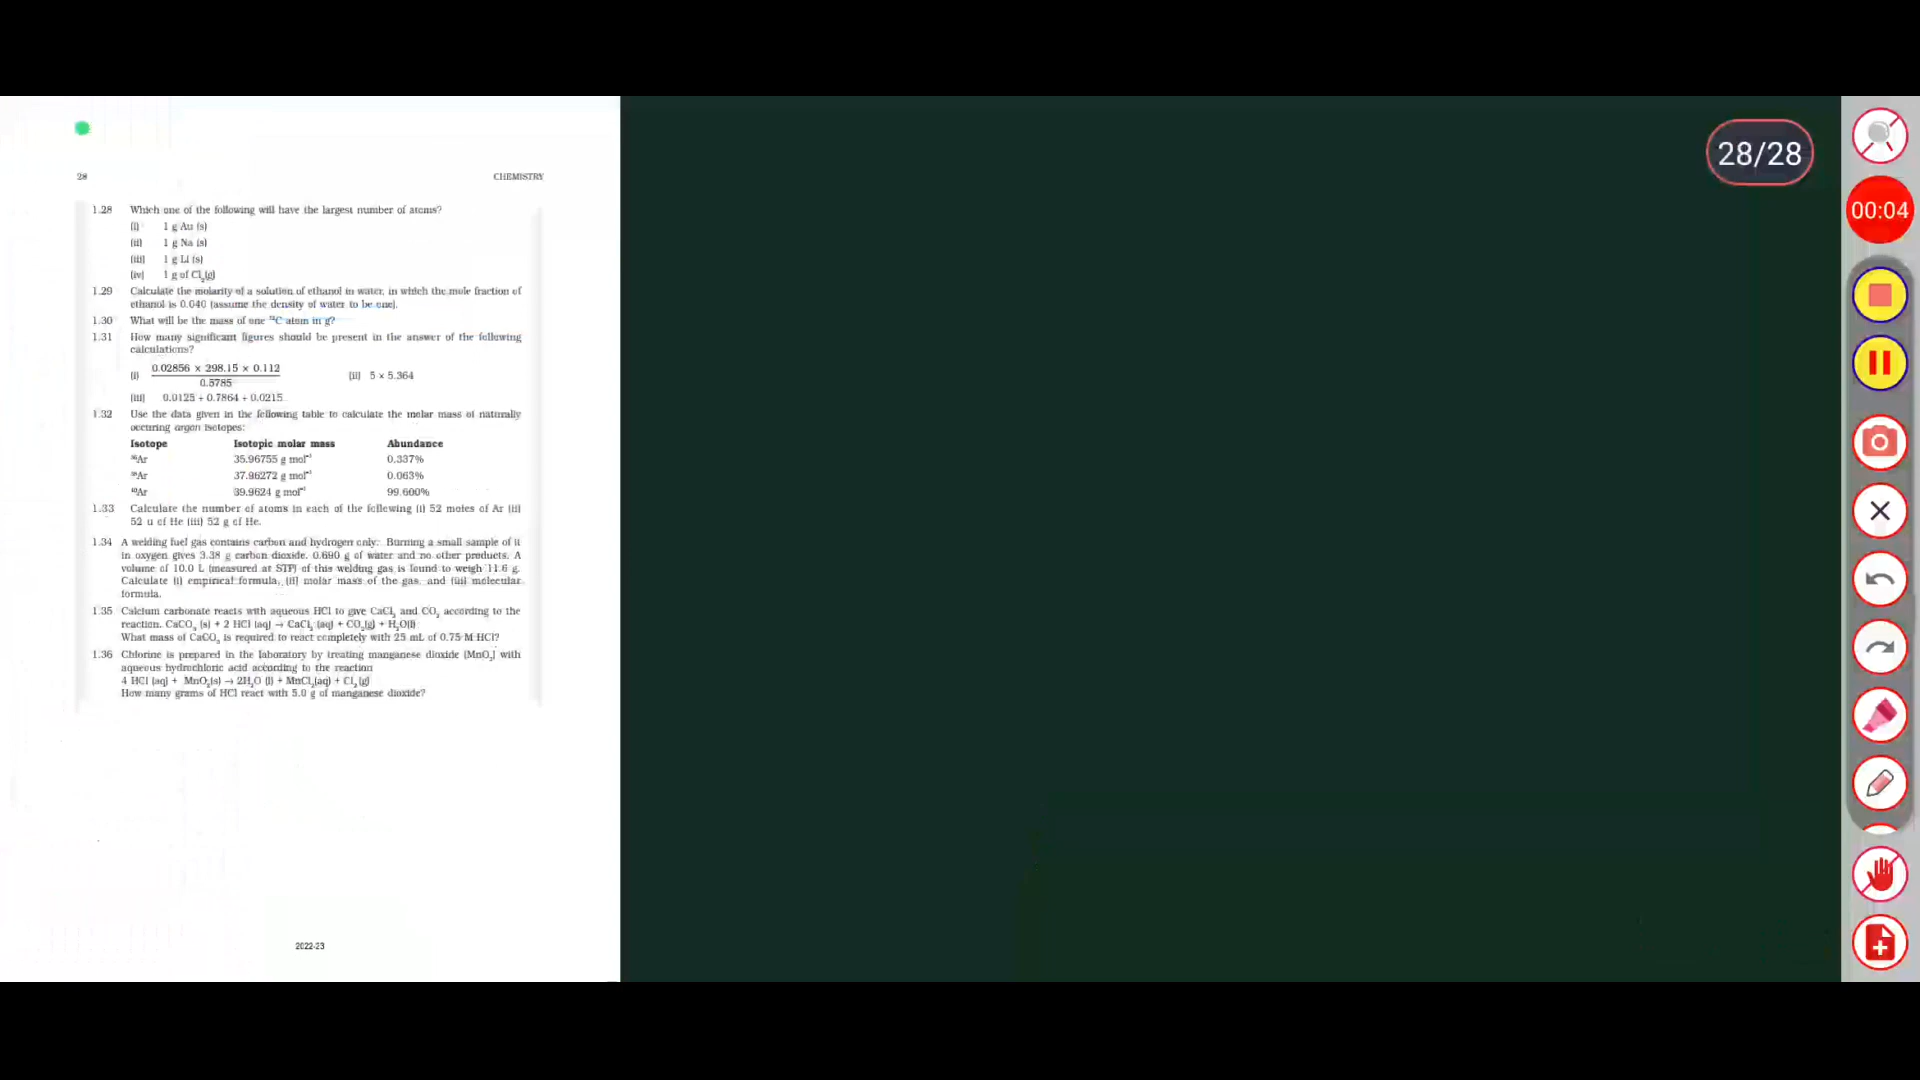 28 CHEMISTRY
28/28
00:04
1.28 Which one of the following will have the largest number of atoms?
(i) 1 g Au (s)
(ii) 1 g Na (s)
(iii) 1 g Li (s)
(iv) 1 g of Cl₂(g)
1.29 Calculate the molarity of a solution of ethanol in water, in which the mole fraction of
ethanol is 0.040 (assume the density of water to be one).
1.30 What will be the mass of one ¹²C atom in g?
1.31 How many significant figures should be present in the answer of the following
calculations?
(i) 0.02856 × 298.15 × 0.112
0.5785
(ii) 5 × 5.364
(iii) 0.0125 + 0.7864 + 0.0215
1.32 Use the data given in the following table to calculate the molar mass of naturally
occuring argon isotopes:
Isotope Isotopic molar mass Abundance
³⁶Ar 35.96755 g mol⁻¹ 0.337%
³⁸Ar 37.96272 g mol⁻¹ 0.063%
⁴⁰Ar 39.9624 g mol⁻¹ 99.600%
1.33 Calculate the number of atoms in each of the following (i) 52 moles of Ar (ii)
52 u of He (iii) 52 g of He.
1.34 A welding fuel gas contains carbon and hydrogen only. Burning a small sample of it
in oxygen gives 3.38 g carbon dioxide, 0.690 g of water and no other products. A
volume of 10.0 L (measured at STP) of this welding gas is found to weigh 11.6 g.
Calculate (i) empirical formula, (ii) molar mass of the gas, and (iii) molecular
formula.
1.35 Calcium carbonate reacts with aqueous HCl to give CaCl₂ and CO₂ according to the
reaction, CaCO₃ (s) + 2 HCl (aq) → CaCl₂ (aq) + CO₂(g) + H₂O(l)
What mass of CaCO₃ is required to react completely with 25 mL of 0.75 M HCl?
1.36 Chlorine is prepared in the laboratory by treating manganese dioxide (MnO₂) with
aqueous hydrochloric acid according to the reaction
4 HCl (aq) + MnO₂(s) → 2H₂O (l) + MnCl₂(aq) + Cl₂ (g)
How many grams of HCl react with 5.0 g of manganese dioxide?
2022-23